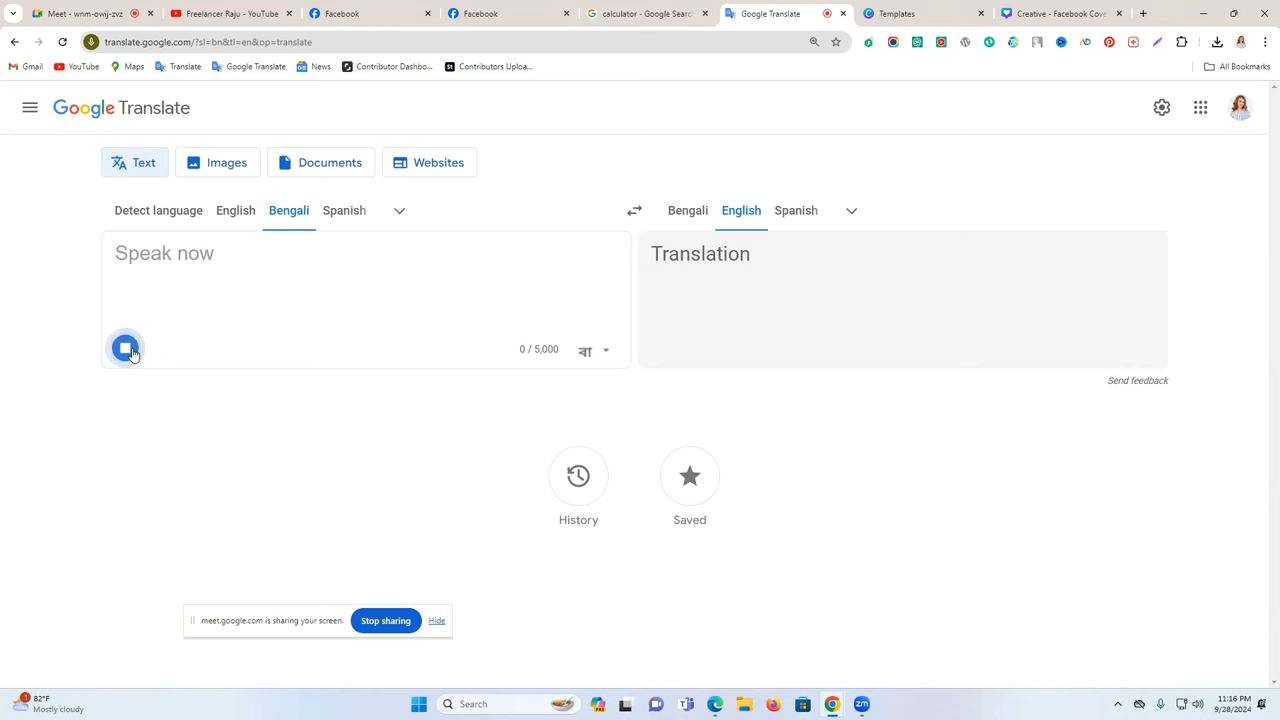 Meet - wnm-owij-zvz
Freelancer Raju - YouTube
Facebook
Facebook
calculator - Google Sear
Google Translate
Templates
Creative - Facebook Cove
translate.google.com/?sl=bn&tl=en&op=translate
Gmail
YouTube
Maps
Translate
Google Translate
News
Contributor Dashbo...
Contributors Uploa...
All Bookmarks
Google Translate
Text
Images
Documents
Websites
Detect language
English
Bengali
Spanish
Bengali
English
Spanish
Speak now
Translation
0 / 5,000
বা
Send feedback
History
Saved
meet.google.com is sharing your screen.
Stop sharing
Hide
1
82°F
Mostly cloudy
Search
zm
11:16 PM
9/28/2024